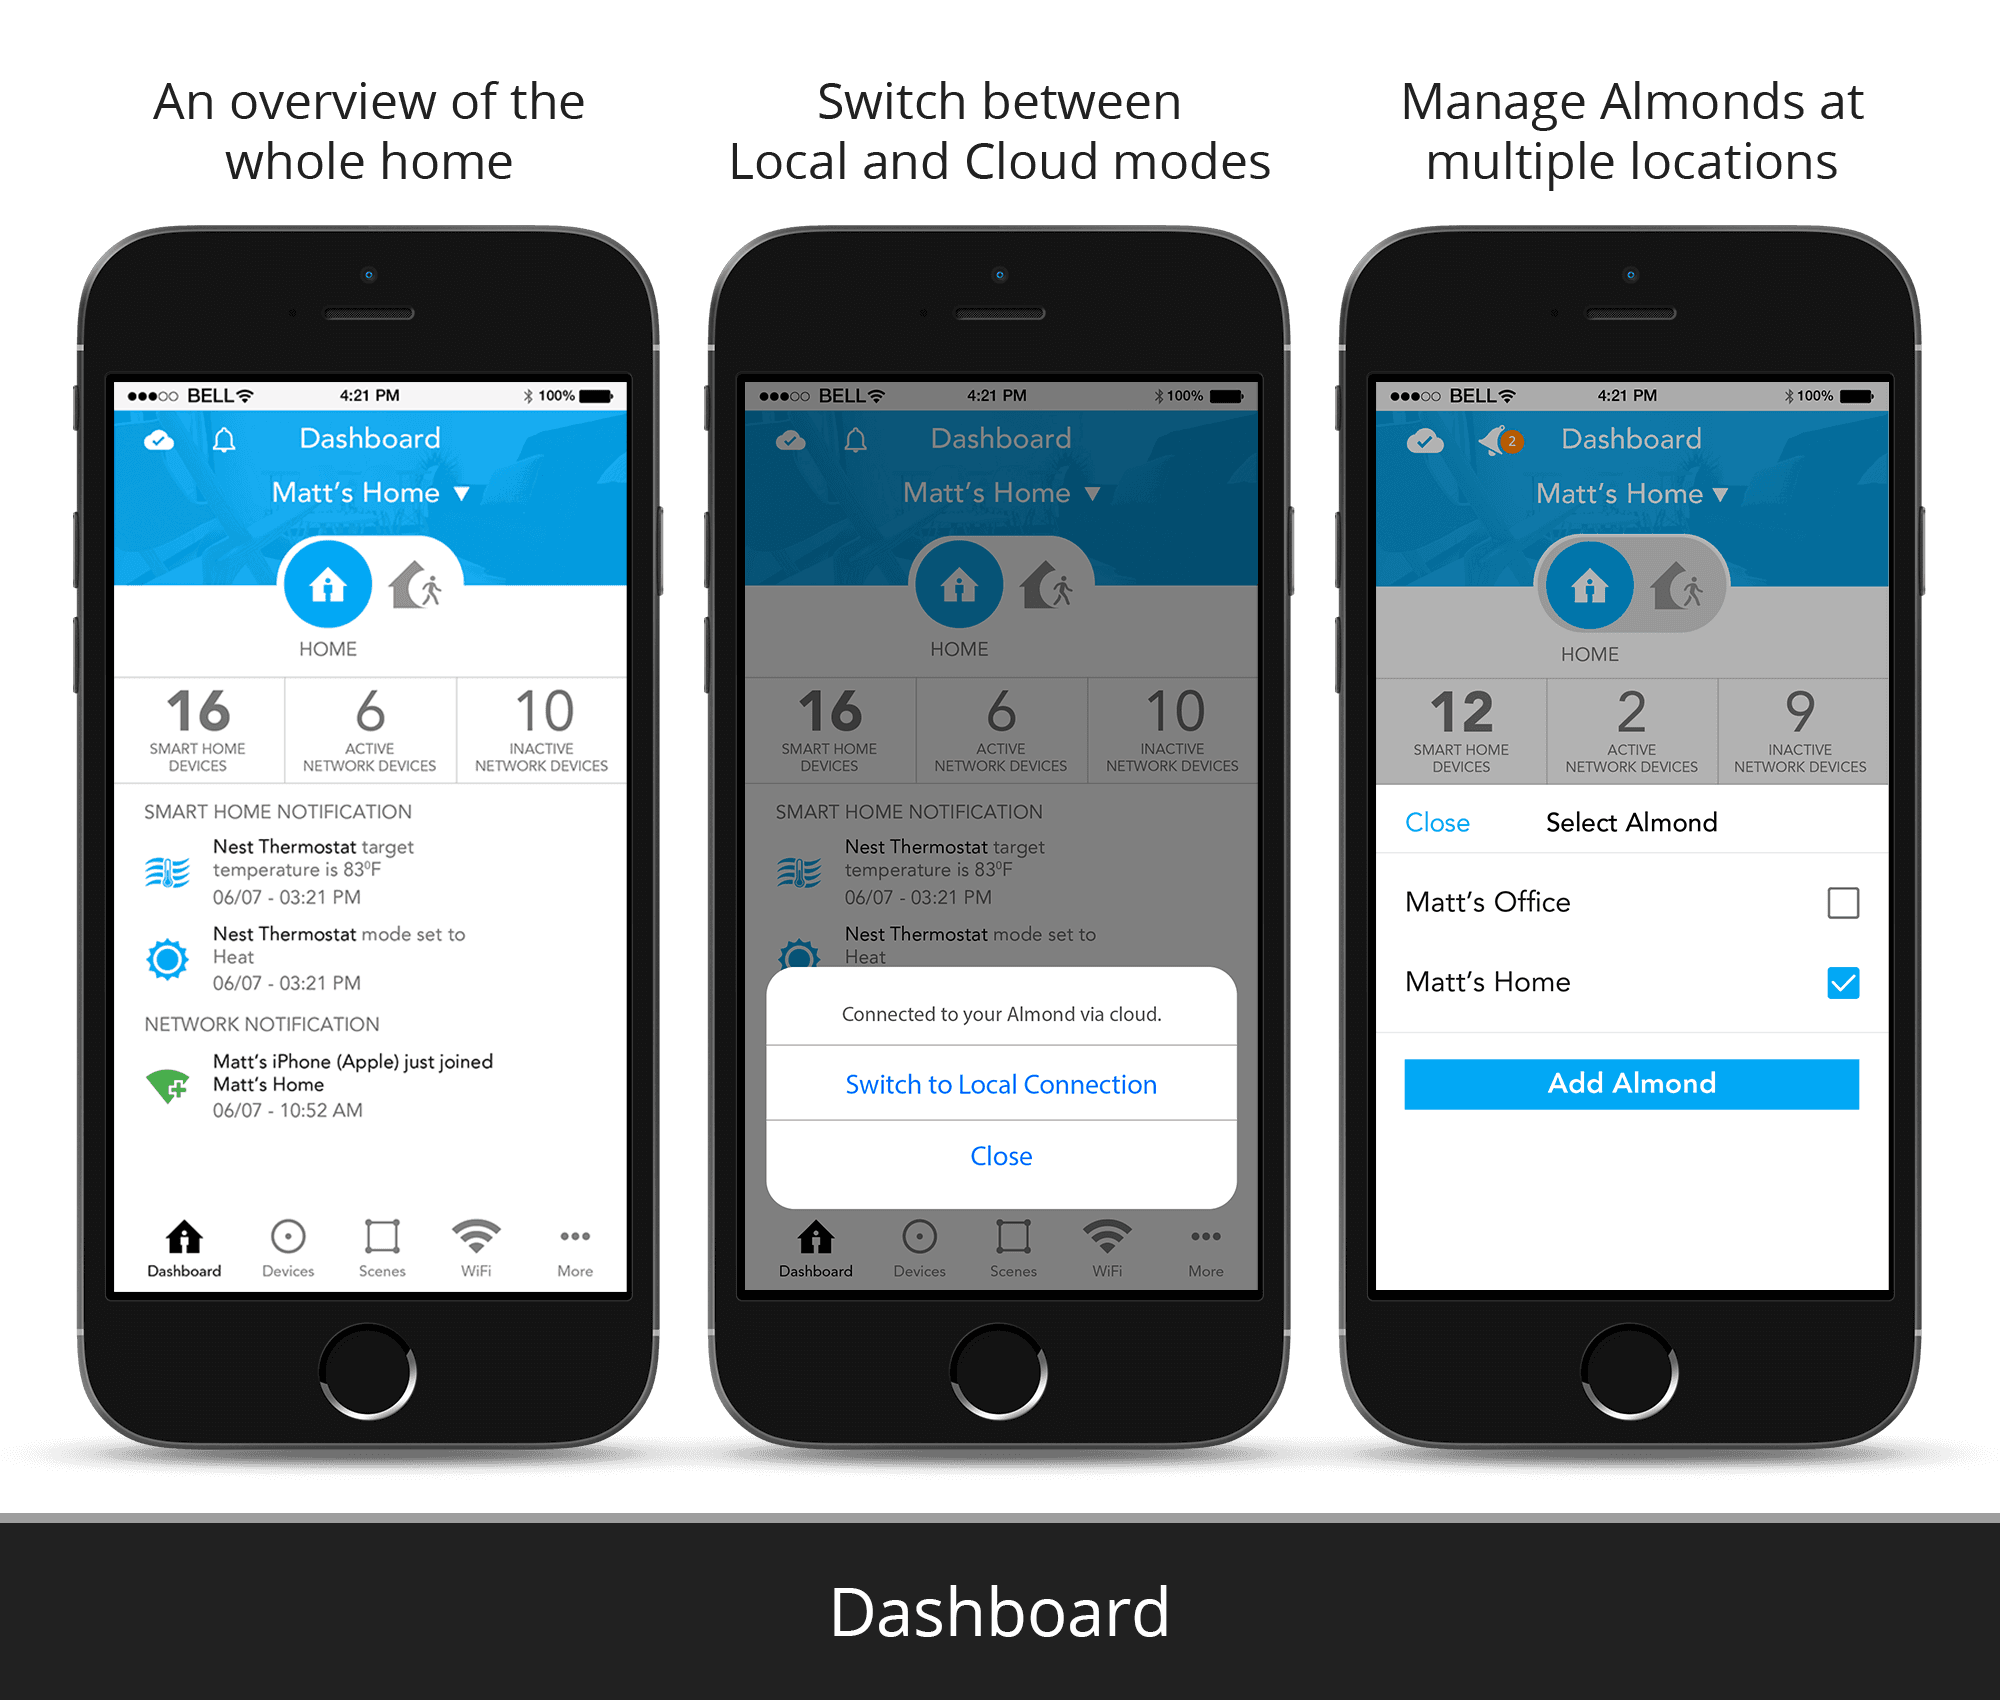 An overview of the
whole home
BELL 4:21 PM 100%
Dashboard
Matt's Home ▼
HOME
16 6 10
SMART HOME DEVICES
ACTIVE NETWORK DEVICES
INACTIVE NETWORK DEVICES
SMART HOME NOTIFICATION
Nest Thermostat target
temperature is 83⁰F
06/07 - 03:21 PM
Nest Thermostat mode set to
Heat
06/07 - 03:21 PM
NETWORK NOTIFICATION
Matt's iPhone (Apple) just joined
Matt's Home
06/07 - 10:52 AM
Dashboard Devices Scenes WiFi More
Switch between
Local and Cloud modes
BELL 4:21 PM 100%
Dashboard
Matt's Home ▼
HOME
16 6 10
SMART HOME DEVICES
ACTIVE NETWORK DEVICES
INACTIVE NETWORK DEVICES
SMART HOME NOTIFICATION
Nest Thermostat target
temperature is 83⁰F
06/07 - 03:21 PM
Nest Thermostat mode set to
Heat
Connected to your Almond via cloud.
Switch to Local Connection
Close
Dashboard Devices Scenes WiFi More
Manage Almonds at
multiple locations
BELL 4:21 PM 100%
2 Dashboard
Matt's Home ▼
HOME
12 2 9
SMART HOME DEVICES
ACTIVE NETWORK DEVICES
INACTIVE NETWORK DEVICES
Close Select Almond
Matt's Office
Matt's Home
Add Almond
Dashboard